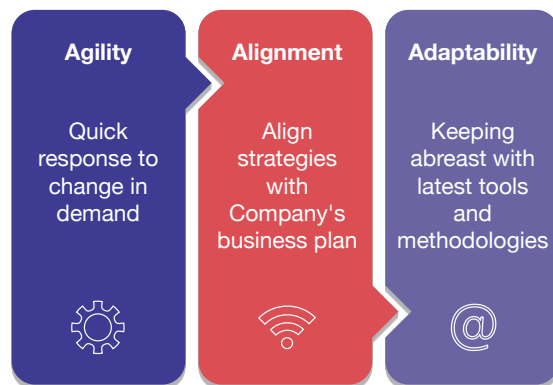 Agility
Quick
response to
change in
demand
Alignment
Align
strategies
with
Company's
business plan
Adaptability
Keeping
abreast with
latest tools
and
methodologies
@